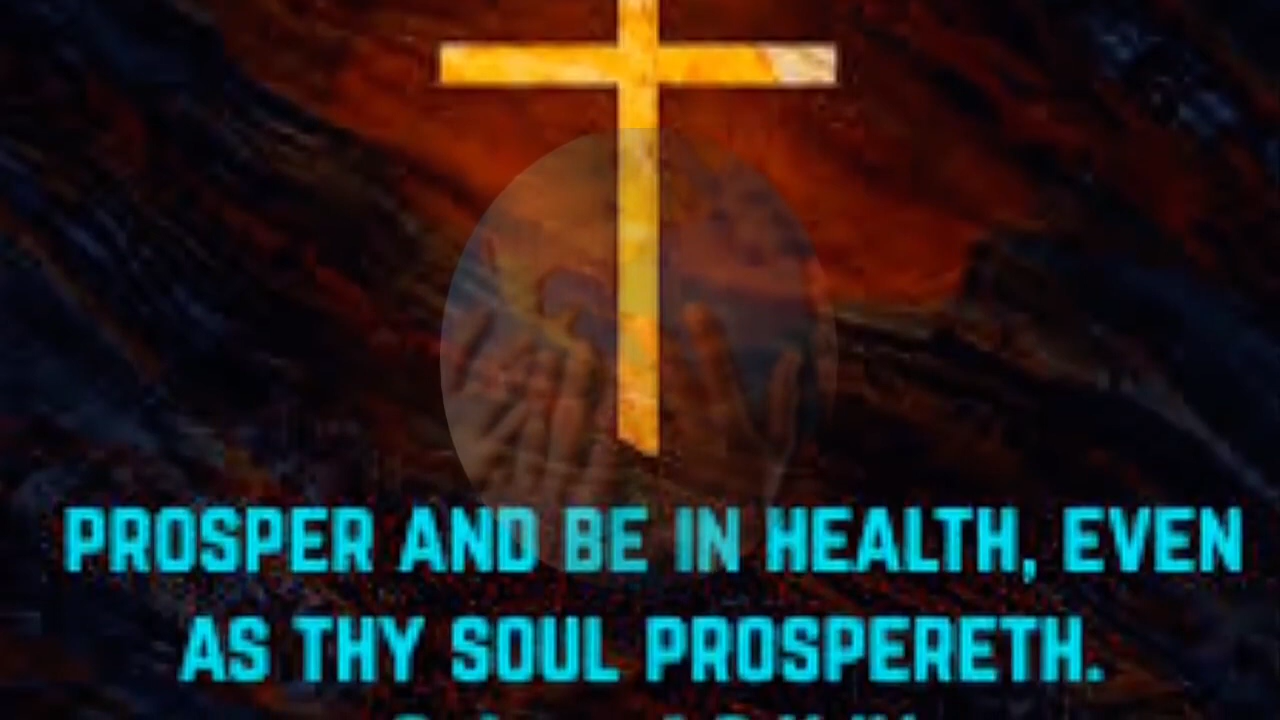 PROSPER AND BE IN HEALTH, EVEN
AS THY SOUL PROSPERETH.